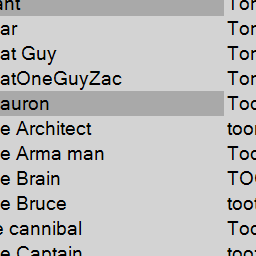 ant Tor
ar Tor
at Guy Tor
atOneGuyZac Tor
auron Too
e Architect toor
e Arma man Too
e Brain TOO
e Bruce toot
e cannibal Too
e Captain toot